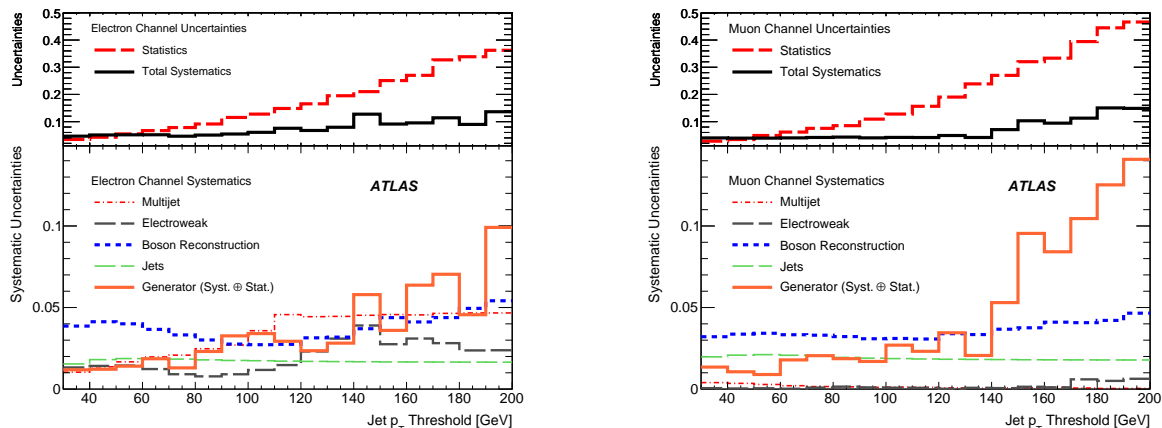 Uncertainties
0.5
0.4
0.3
0.2
0.1
Electron Channel Uncertainties
Statistics
Total Systematics
Systematic Uncertainties
0.1
0.05
0
Electron Channel Systematics
ATLAS
Multijet
Electroweak
Boson Reconstruction
Jets
Generator (Syst. ⊕ Stat.)
40 60 80 100 120 140 160 180 200
Jet p_T Threshold [GeV]
Uncertainties
0.5
0.4
0.3
0.2
0.1
Muon Channel Uncertainties
Statistics
Total Systematics
Systematic Uncertainties
0.1
0.05
0
Muon Channel Systematics
ATLAS
Multijet
Electroweak
Boson Reconstruction
Jets
Generator (Syst. ⊕ Stat.)
40 60 80 100 120 140 160 180 200
Jet p_T Threshold [GeV]